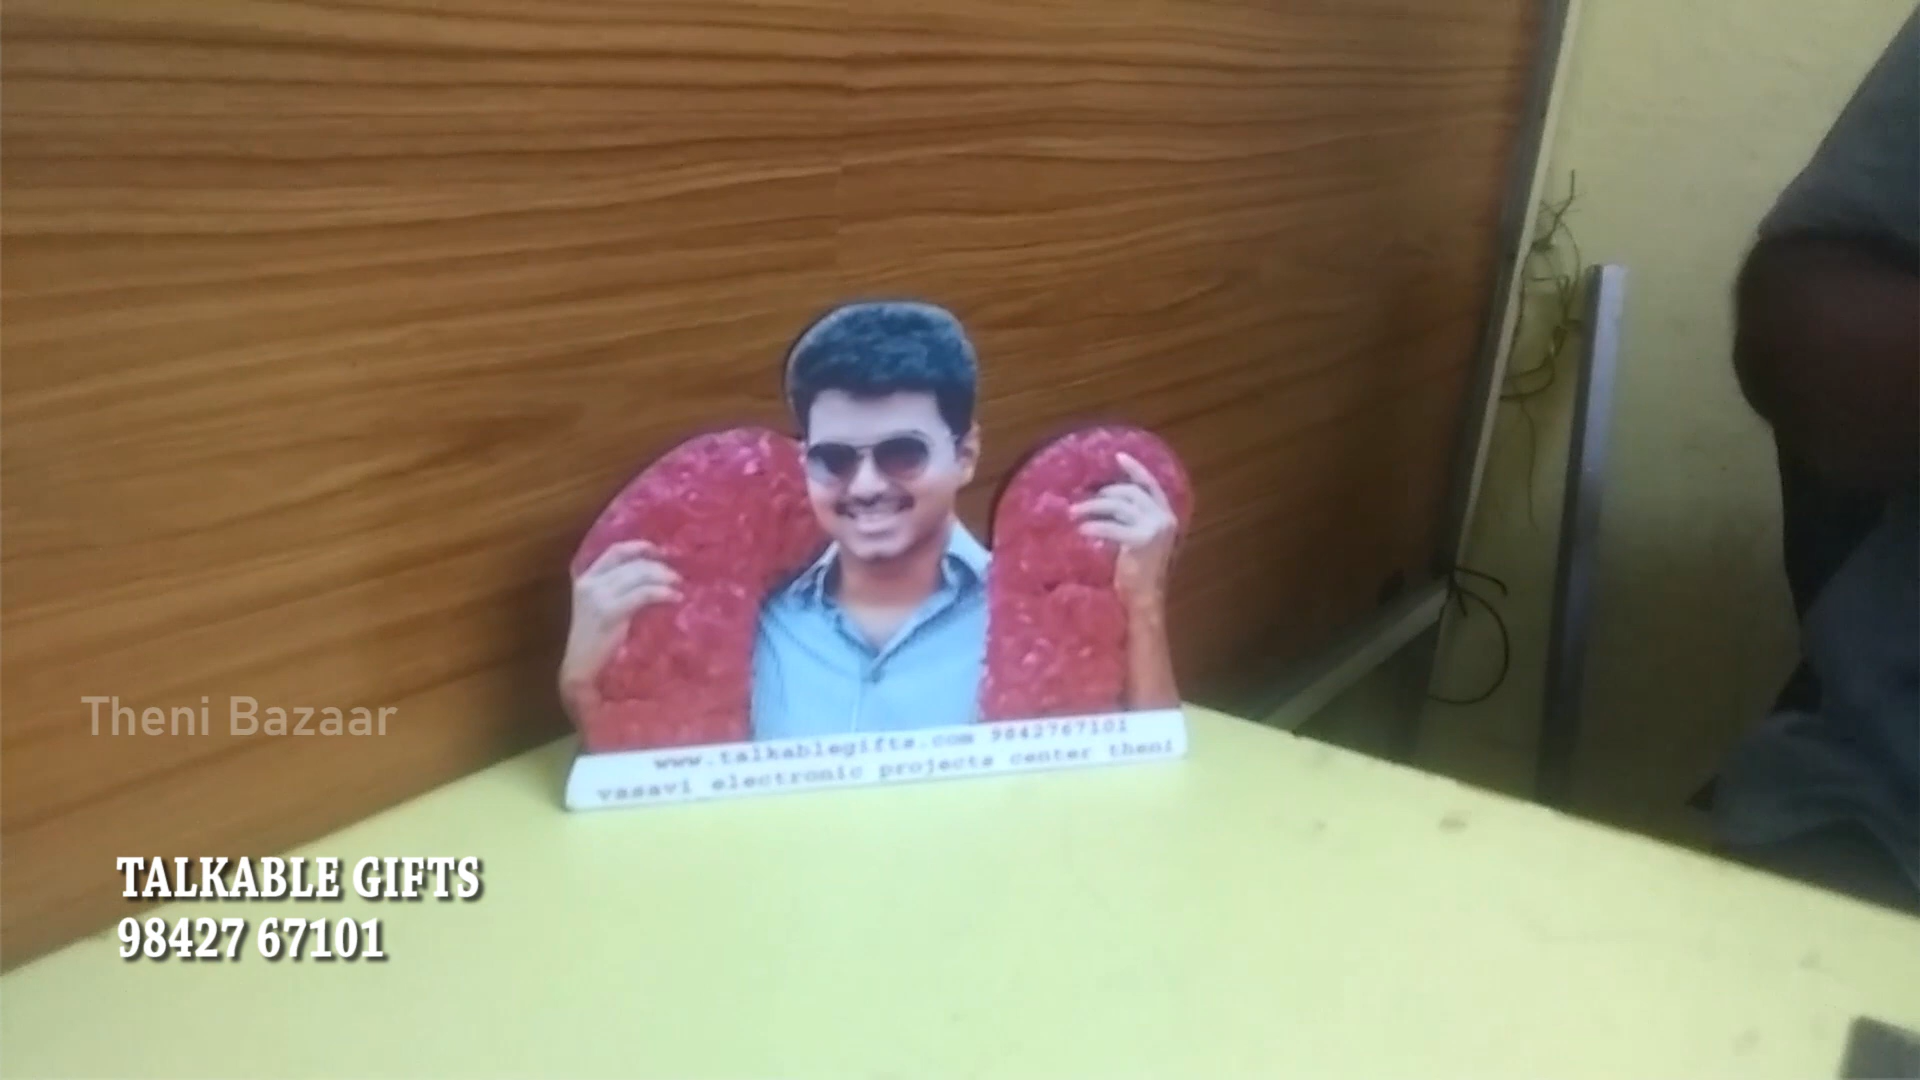 www.talkablegifts.com 9842767101
vasavi electronic projects center theni
Theni Bazaar
TALKABLE GIFTS
98427 67101